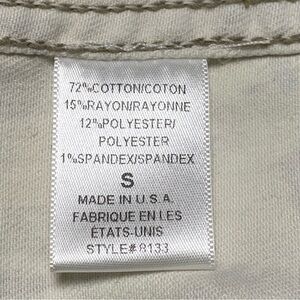 72%COTTON/COTON
15%RAYON/RAYONNE
12%POLYESTER/
POLYESTER
1%SPANDEX/SPANDEX
S
MADE IN U.S.A.
FABRIQUE EN LES
ÉTATS-UNIS
STYLE# 8133